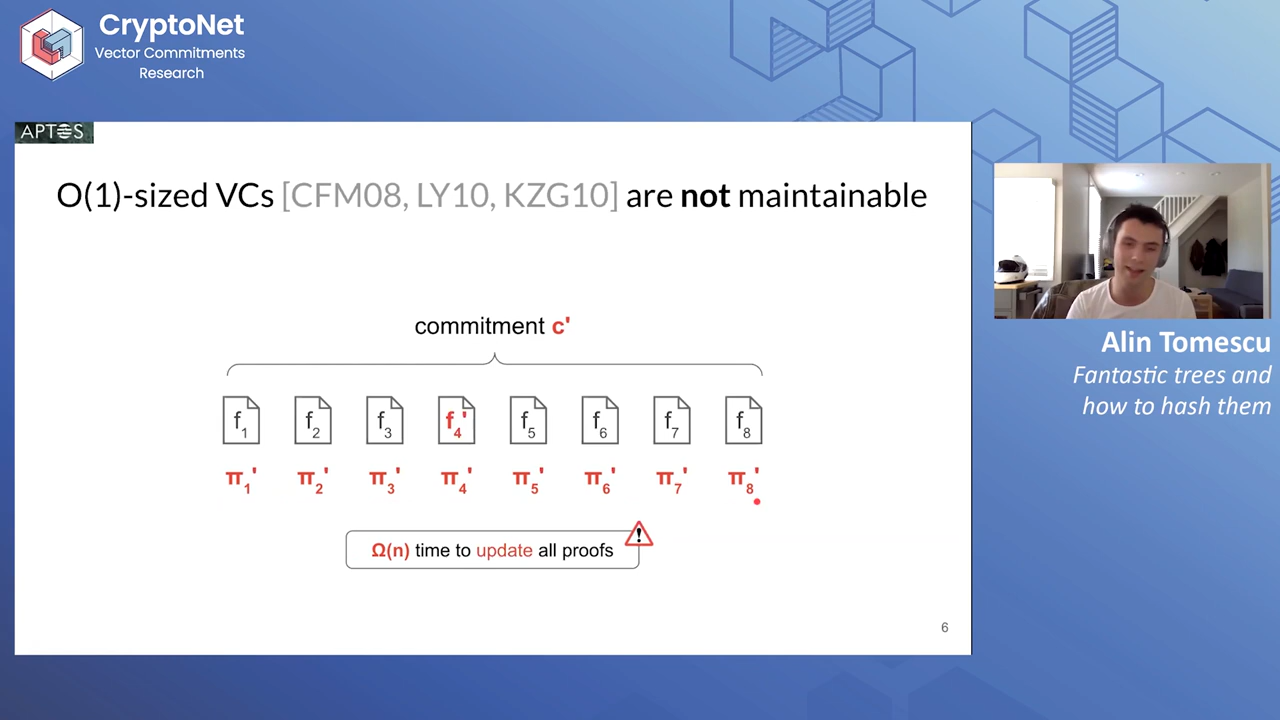 CryptoNet
Vector Commitments
Research
APTOS
O(1)-sized VCs [CFM08, LY10, KZG10] are not maintainable
commitment c'
f1 f2 f3 f4' f5 f6 f7 f8
π1' π2' π3' π4' π5' π6' π7' π8'
!
Ω(n) time to update all proofs
6
Alin Tomescu
Fantastic trees and
how to hash them